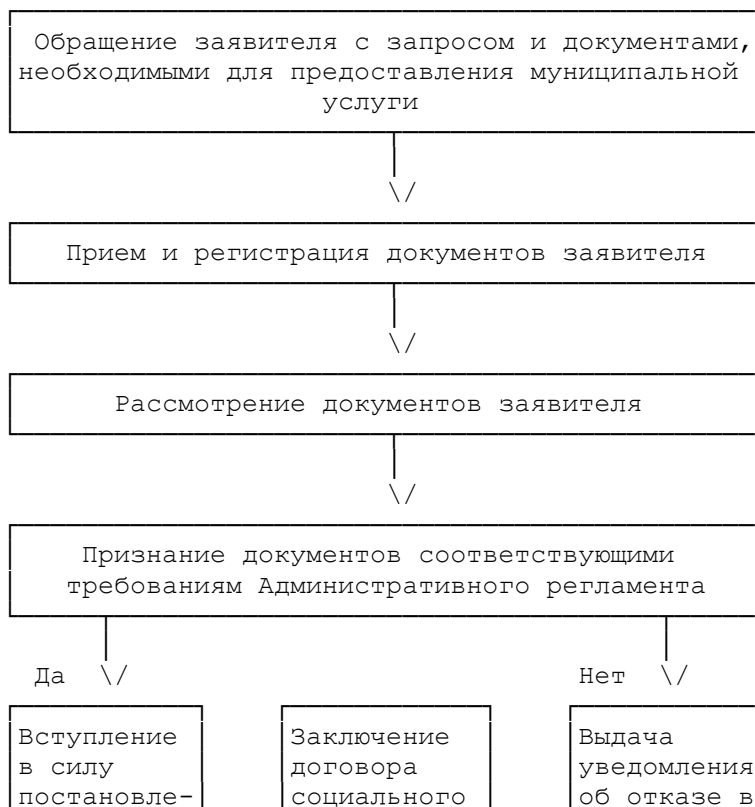 Обращение заявителя с запросом и документами,
необходимыми для предоставления муниципальной
услуги
\/
Прием и регистрация документов заявителя
\/
Рассмотрение документов заявителя
\/
Признание документов соответствующими
требованиям Административного регламента
Да \/ Нет \/
Вступление
в силу
постановле-
Заключение
договора
социального
Выдача
уведомления
об отказе в